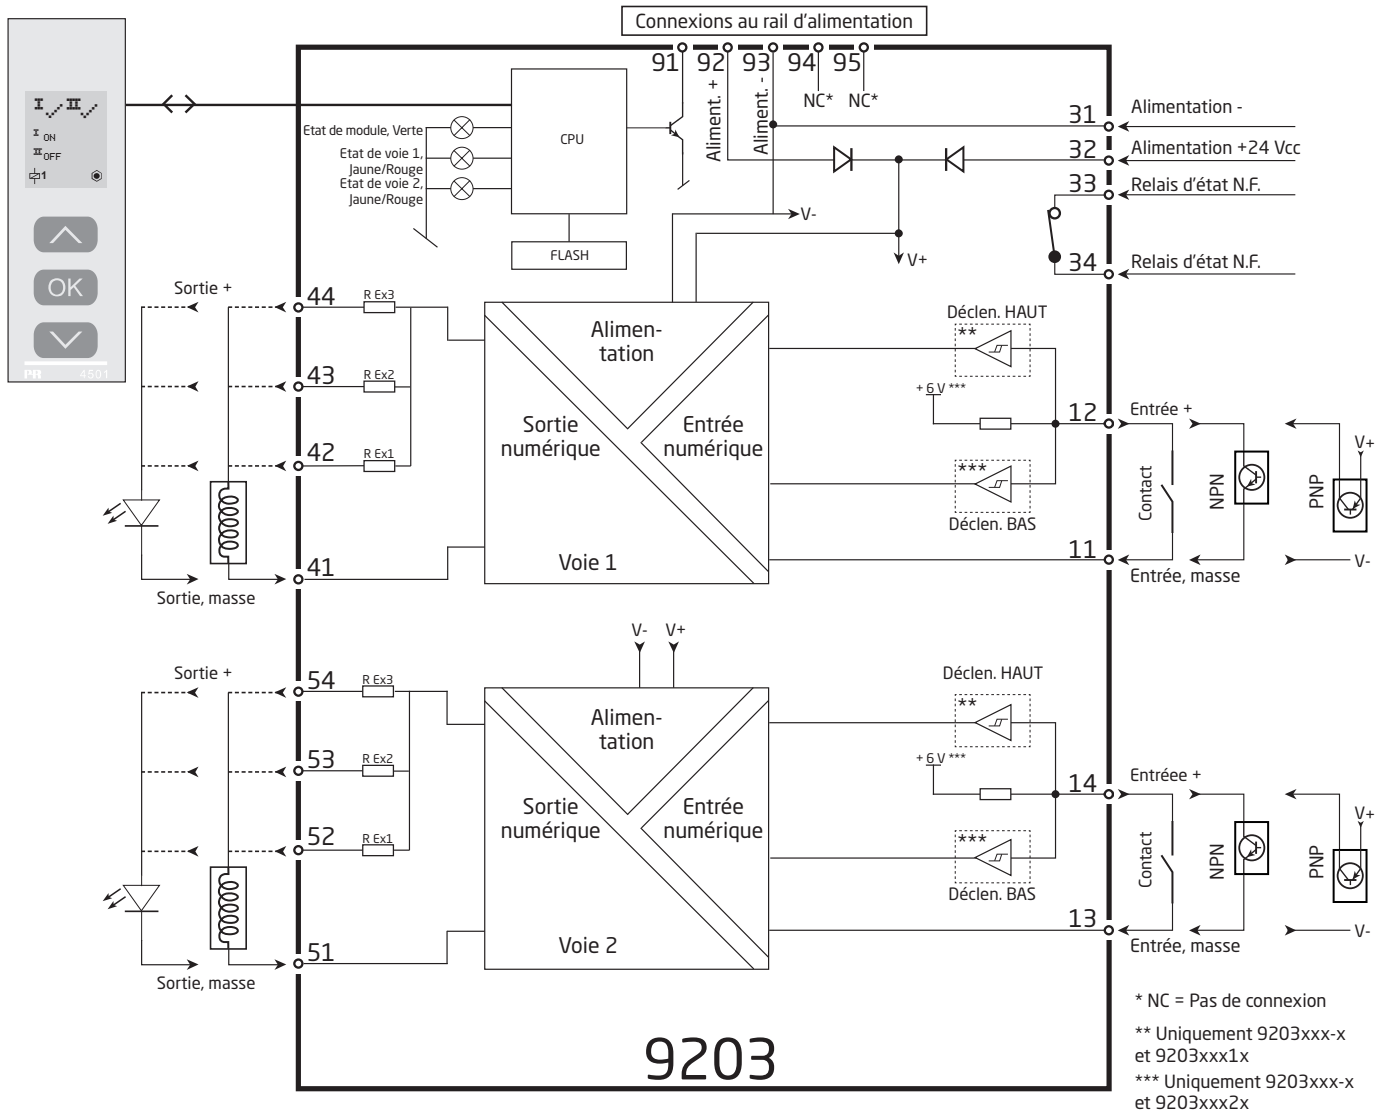 Connexions au rail d'alimentation
91 92 93 94 95
Aliment. +
Aliment. -
NC* NC*
I II
I ON
II OFF
1
OK
PR 4501
Etat de module, Verte
Etat de voie 1,
Jaune/Rouge
Etat de voie 2,
Jaune/Rouge
CPU
FLASH
V-
V+
31 Alimentation -
32 Alimentation +24 Vcc
33 Relais d'état N.F.
34 Relais d'état N.F.
Sortie +
44 R Ex3
43 R Ex2
42 R Ex1
41
Sortie, masse
Alimen-
tation
Sortie
numérique
Entrée
numérique
Voie 1
Déclen. HAUT
**
+ 6 V ***
***
Déclen. BAS
12 Entrée +
11
Entrée, masse
Contact
NPN
PNP
V+
V-
V- V+
Sortie +
54 R Ex3
53 R Ex2
52 R Ex1
51
Sortie, masse
Alimen-
tation
Sortie
numérique
Entrée
numérique
Voie 2
Déclen. HAUT
**
+ 6 V ***
***
Déclen. BAS
14 Entréee +
13
Entrée, masse
Contact
NPN
PNP
V+
V-
9203
* NC = Pas de connexion
** Uniquement 9203xxx-x
et 9203xxx1x
*** Uniquement 9203xxx-x
et 9203xxx2x